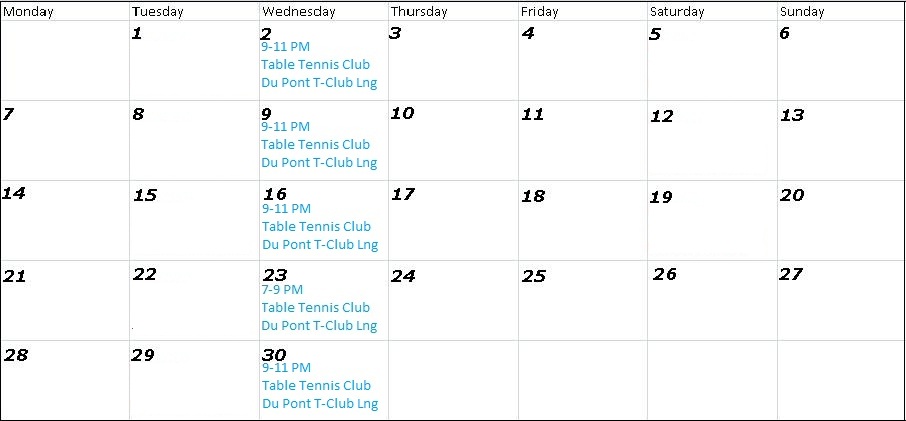 Monday Tuesday Wednesday Thursday Friday Saturday Sunday
1 2 3 4 5 6
9-11 PM
Table Tennis Club
Du Pont T-Club Lng
7 8 9 10 11 12 13
9-11 PM
Table Tennis Club
Du Pont T-Club Lng
14 15 16 17 18 19 20
9-11 PM
Table Tennis Club
Du Pont T-Club Lng
21 22 23 24 25 26 27
7-9 PM
Table Tennis Club
Du Pont T-Club Lng
28 29 30
9-11 PM
Table Tennis Club
Du Pont T-Club Lng